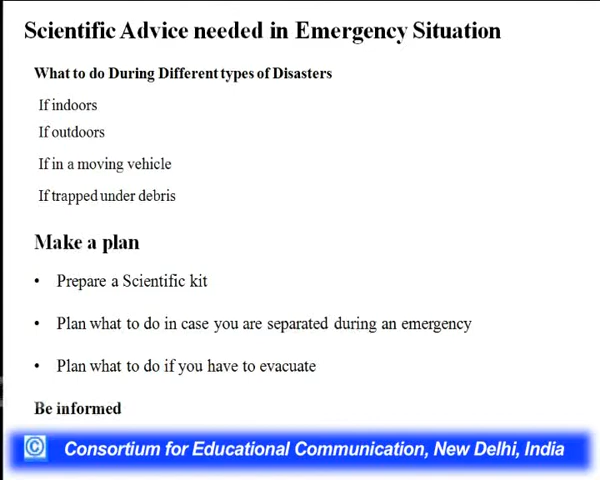 Scientific Advice needed in Emergency Situation
What to do During Different types of Disasters
If indoors
If outdoors
If in a moving vehicle
If trapped under debris
Make a plan
• Prepare a Scientific kit
• Plan what to do in case you are separated during an emergency
• Plan what to do if you have to evacuate
Be informed
© Consortium for Educational Communication, New Delhi, India